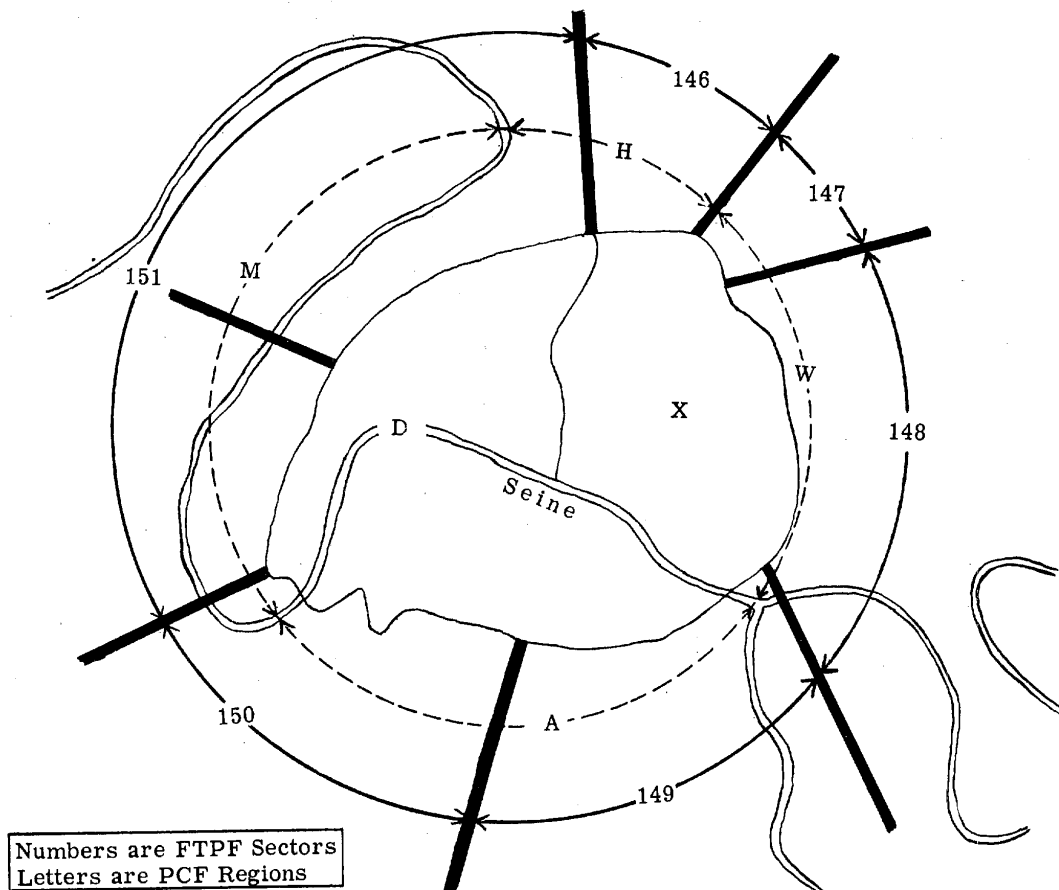 146
H
147
M
151
W
X
148
D
Seine
150
A
149
Numbers are FTPF Sectors
Letters are PCF Regions